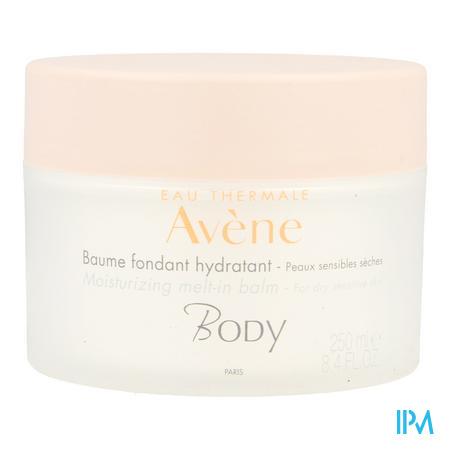 EAU THERMALE
Avène
Baume fondant hydratant - Peaux sensibles sèches
Moisturizing melt-in balm - For dry sensitive skin
Body
250 ml e
8.4 FL.OZ.
PARIS
IPM